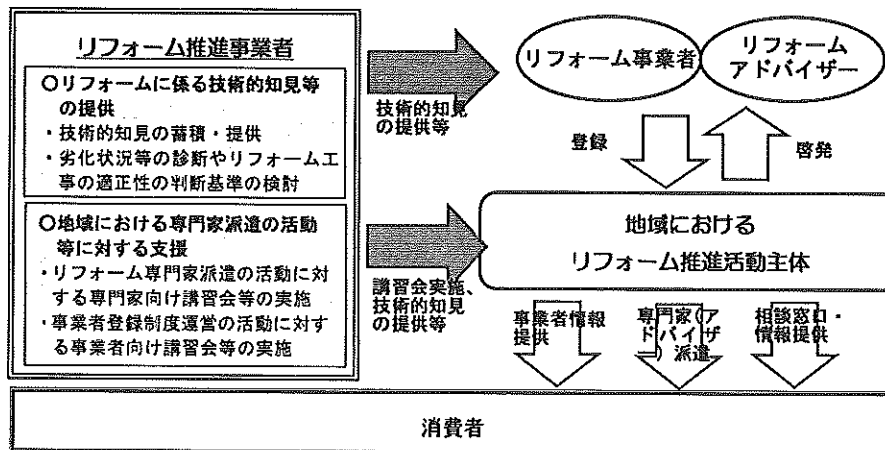 リフォーム推進事業者
〇リフォームに係る技術的知見等
の提供
・技術的知見の蓄積・提供
・劣化状況等の診断やリフォーム工
事の適正性の判断基準の検討
〇地域における専門家派遣の活動
等に対する支援
・リフォーム専門家派遣の活動に対
する専門家向け講習会等の実施
・事業者登録制度運営の活動に対す
る事業者向け講習会等の実施
技術的知見
の提供等
講習会実施、
技術的知見
の提供等
リフォーム事業者
リフォーム
アドバイザー
登録
啓発
地域における
リフォーム推進活動主体
事業者情報
提供
専門家(ア
ドバイザ
ー)派遣
相談窓口・
情報提供
消費者